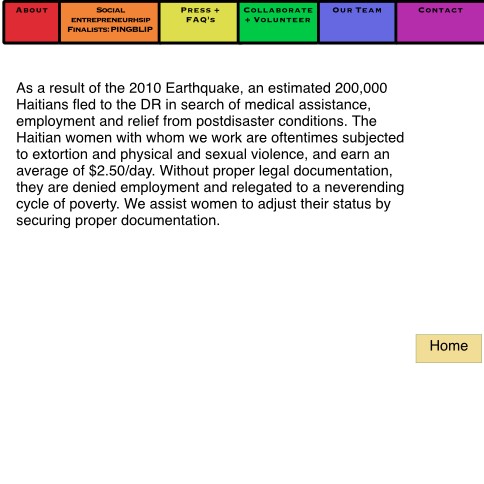 ABOUT
SOCIAL
ENTREPRENEURHSIP
FINALISTS: PINGBLIP
PRESS +
FAQ'S
COLLABORATE
+ VOLUNTEER
OUR TEAM
CONTACT
As a result of the 2010 Earthquake, an estimated 200,000
Haitians fled to the DR in search of medical assistance,
employment and relief from postdisaster conditions. The
Haitian women with whom we work are oftentimes subjected
to extortion and physical and sexual violence, and earn an
average of $2.50/day. Without proper legal documentation,
they are denied employment and relegated to a neverending
cycle of poverty. We assist women to adjust their status by
securing proper documentation.
Home